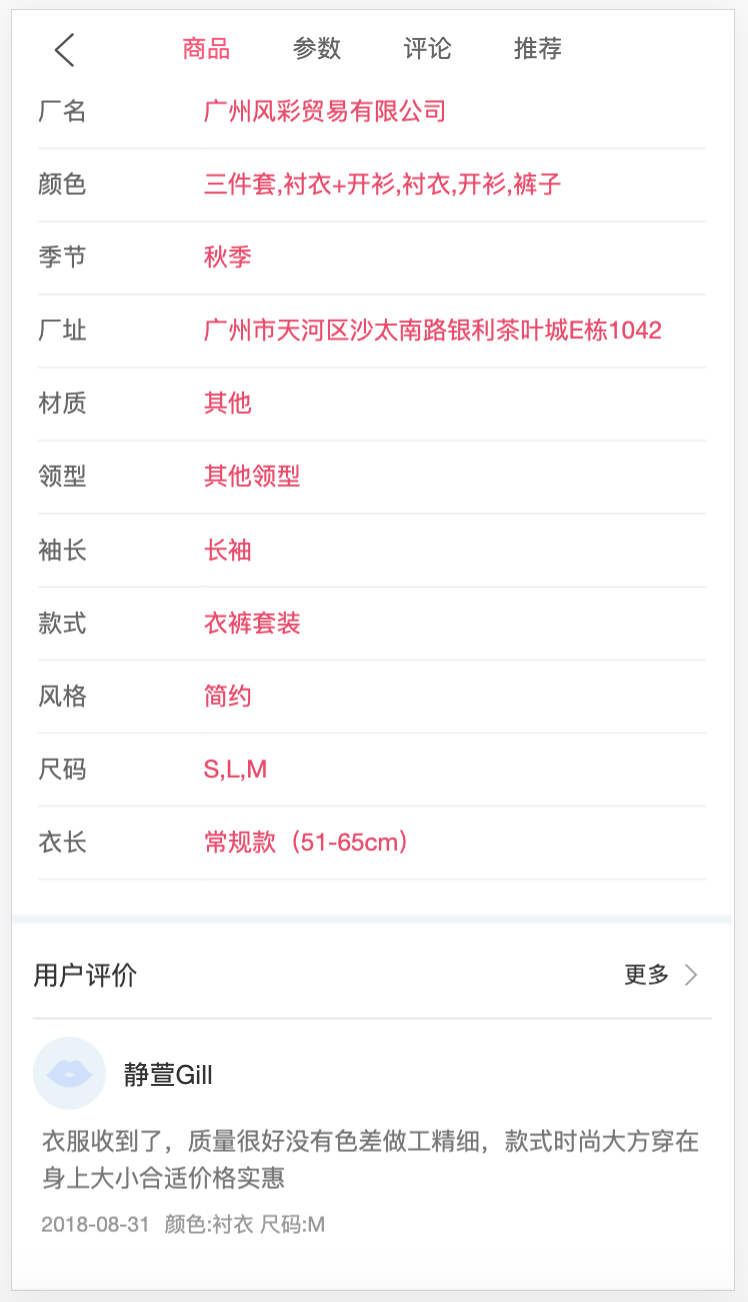 商品 参数 评论 推荐
厂名 广州风彩贸易有限公司
颜色 三件套,衬衣+开衫,衬衣,开衫,裤子
季节 秋季
厂址 广州市天河区沙太南路银利茶叶城E栋1042
材质 其他
领型 其他领型
袖长 长袖
款式 衣裤套装
风格 简约
尺码 S,L,M
衣长 常规款（51-65cm）
用户评价 更多
静萱Gill
衣服收到了，质量很好没有色差做工精细，款式时尚大方穿在
身上大小合适价格实惠
2018-08-31 颜色:衬衣 尺码:M